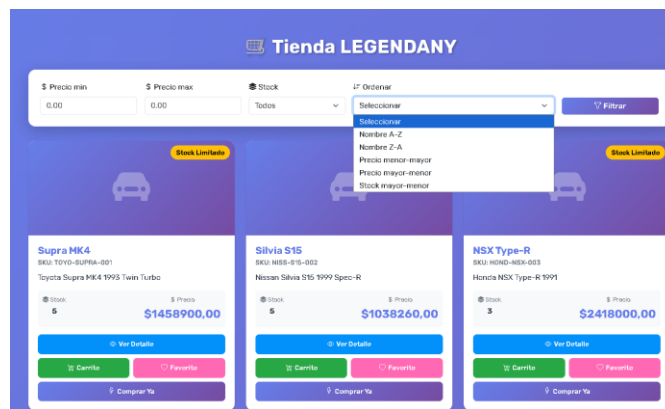 Tienda LEGENDANY
$ Precio min
$ Precio max
Stock
Ordenar
0.00
0.00
Todos
Seleccionar
Filtrar
Seleccionar
Nombre A-Z
Nombre Z-A
Precio menor-mayor
Precio mayor-menor
Stock mayor-menor
Stock Limitado
Stock Limitado
Supra MK4
SKU: TOYO-SUPRA-001
Toyota Supra MK4 1993 Twin Turbo
Stock
$ Precio
5
$1458900,00
Ver Detalle
Carrito
Favorito
Comprar Ya
Silvia S15
SKU: NISS-S15-002
Nissan Silvia S15 1999 Spec-R
Stock
$ Precio
5
$1038260,00
Ver Detalle
Carrito
Favorito
Comprar Ya
NSX Type-R
SKU: HOND-NSX-003
Honda NSX Type-R 1991
Stock
$ Precio
3
$2418000,00
Ver Detalle
Carrito
Favorito
Comprar Ya